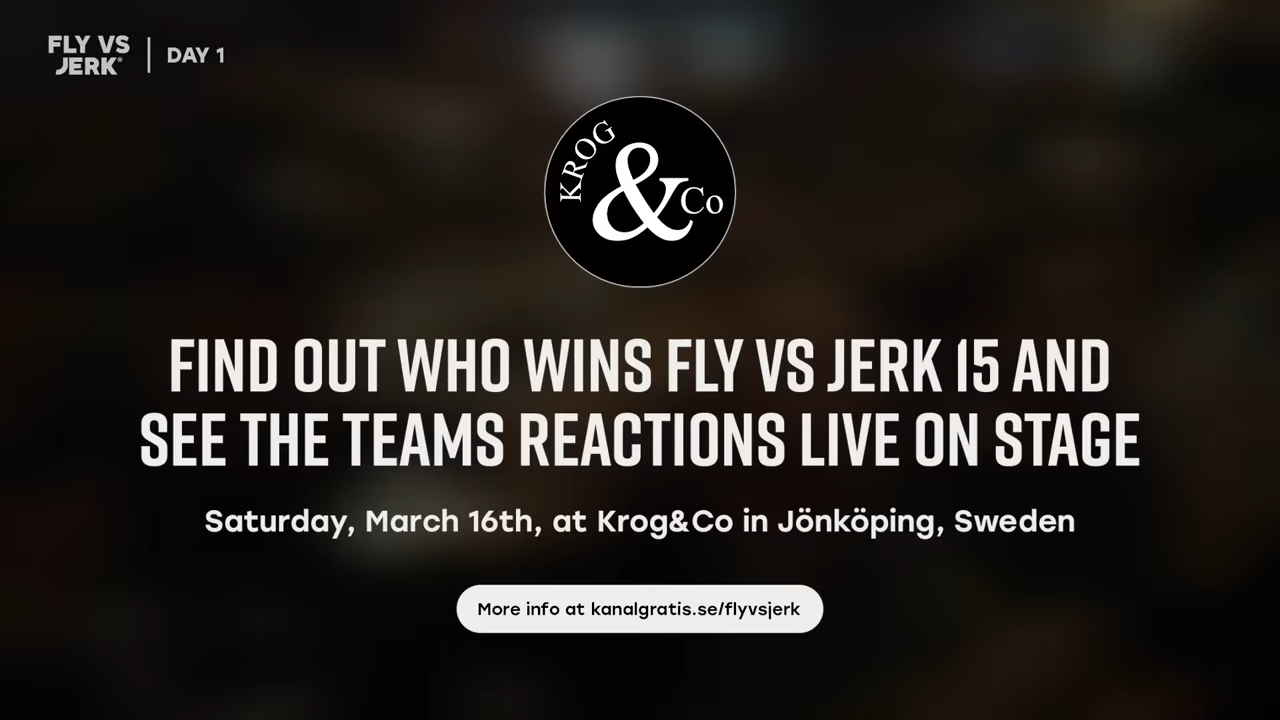 FLY VS
JERK®
DAY 1
KROG
&
Co
FIND OUT WHO WINS FLY VS JERK 15 AND
SEE THE TEAMS REACTIONS LIVE ON STAGE
Saturday, March 16th, at Krog&Co in Jönköping, Sweden
More info at kanalgratis.se/flyvsjerk